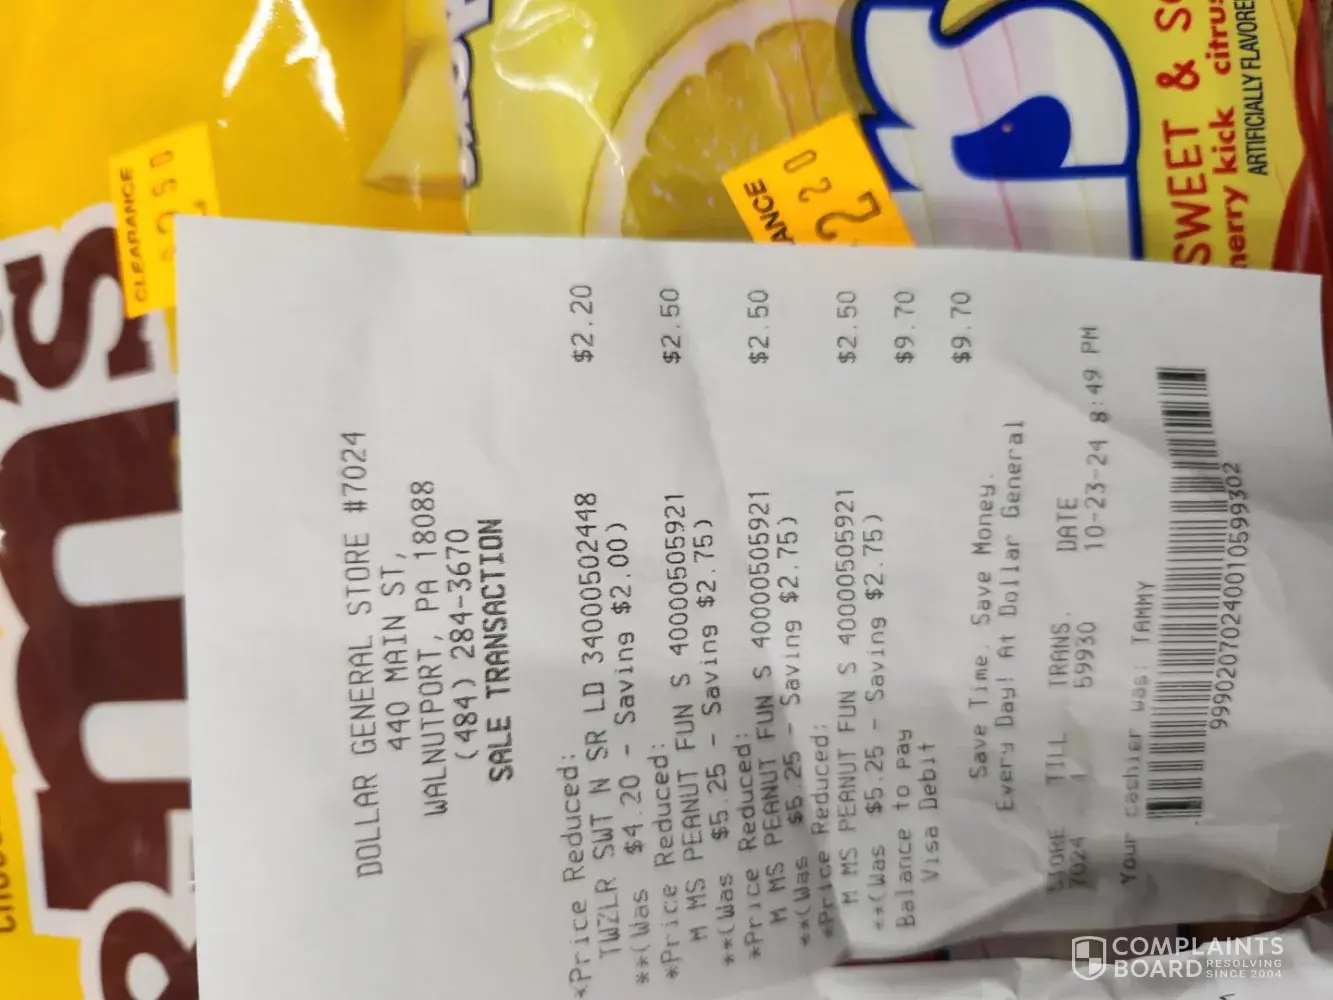 DOLLAR GENERAL STORE #7024
440 MAIN ST,
WALNUTPORT, PA 18088
(484) 284-3670
SALE TRANSACTION
*Price Reduced:
TWZLR SWT N SR LD 34000502448 $2.20
**(Was $4.20 - Saving $2.00)
*Price Reduced:
M MS PEANUT FUN S 40000505921 $2.50
**(Was $5.25 - Saving $2.75)
*Price Reduced:
M MS PEANUT FUN S 40000505921 $2.50
**(Was $5.25 - Saving $2.75)
*Price Reduced:
M MS PEANUT FUN S 40000505921 $2.50
**(Was $5.25 - Saving $2.75)
Balance to pay $9.70
Visa Debit $9.70
Save Time. Save Money.
Every Day! At Dollar General
STORE TILL TRANS. DATE
7024 1 59930 10-23-24 8:49 PM
Your cashier was: TAMMY
99902070240010599302
CLEARANCE
ANCE
2 20
SWEET & S
herry kick citrus
ARTIFICIALLY FLAVORE
m's
COMPLAINTS
BOARD RESOLVING
SINCE 2004